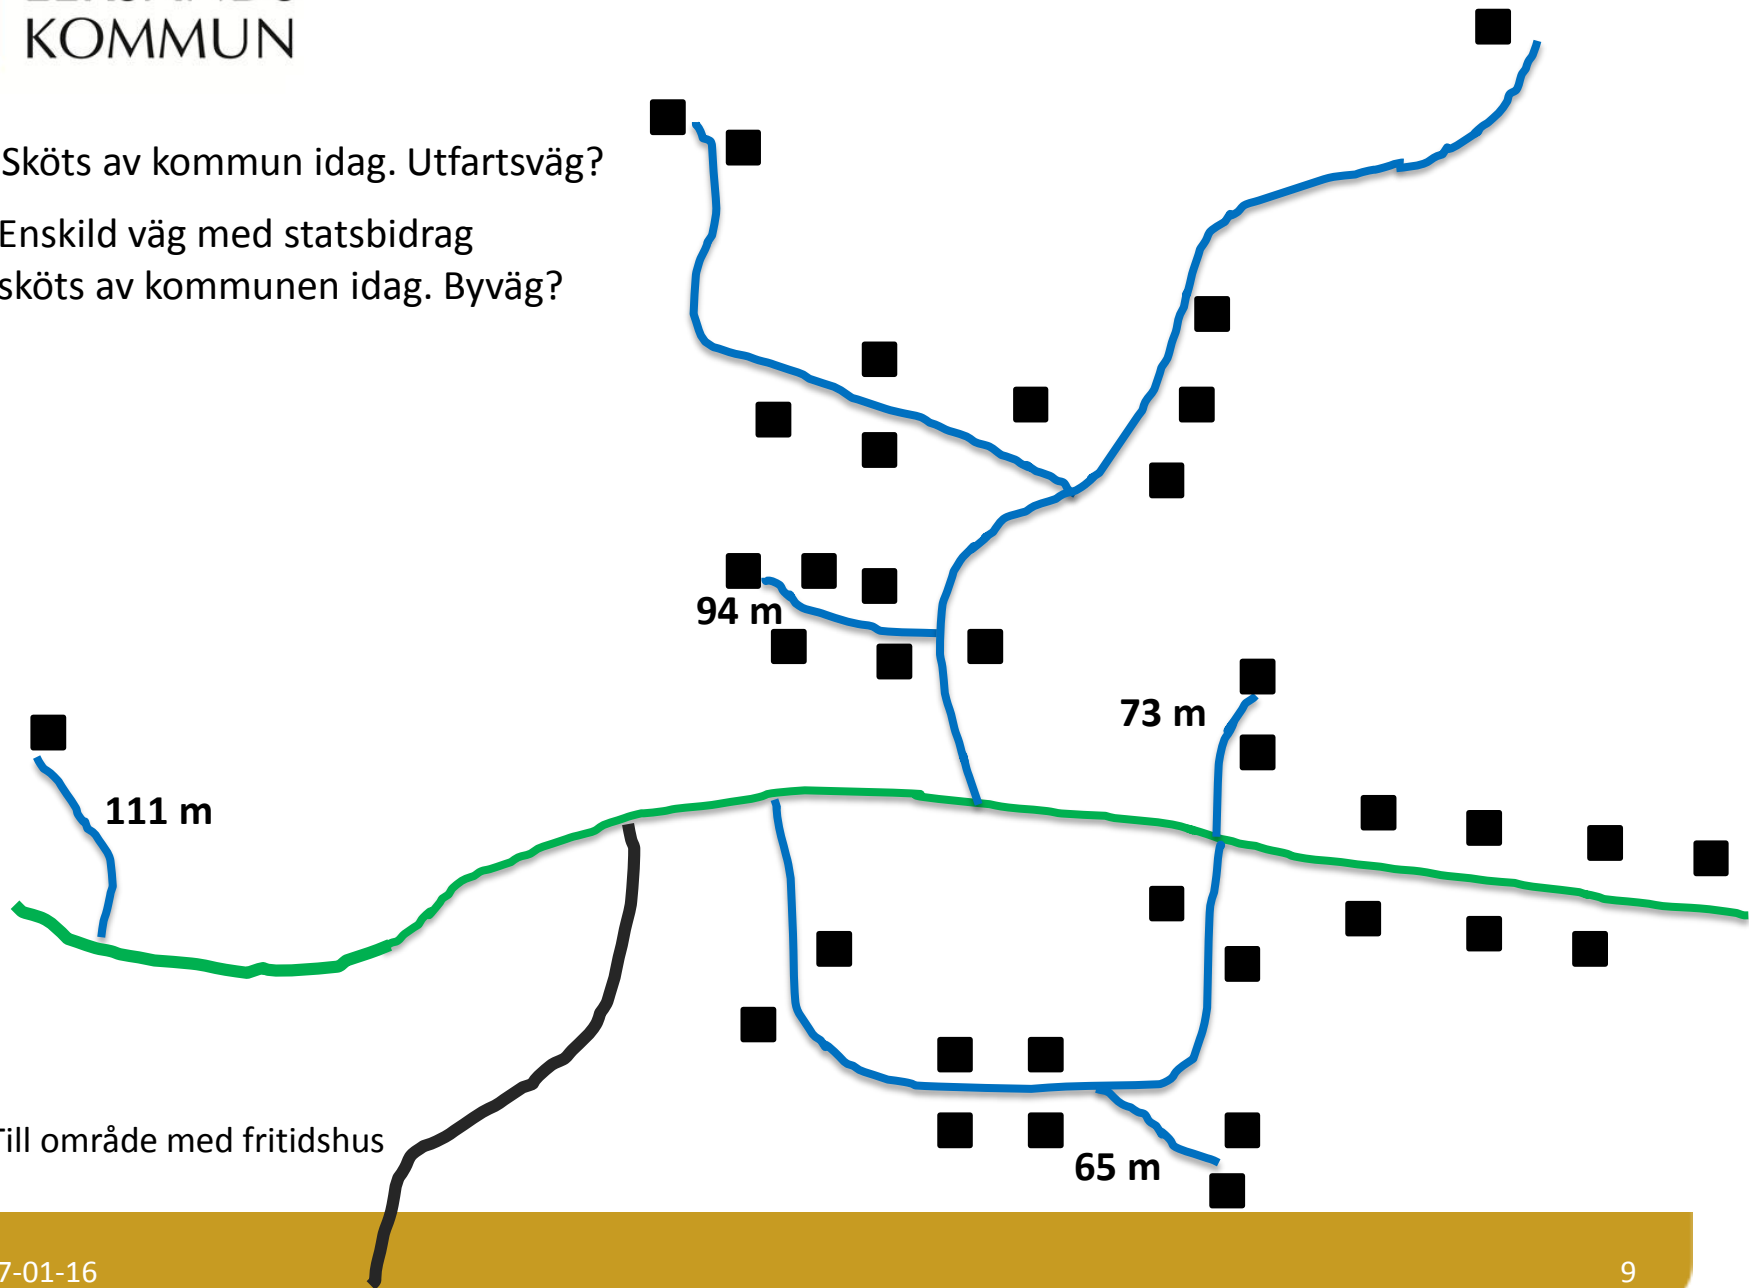 KOMMUN
Sköts av kommun idag. Utfartsväg?
Enskild väg med statsbidrag
sköts av kommunen idag. Byväg?
94 m
73 m
111 m
65 m
Till område med fritidshus
7-01-16
9